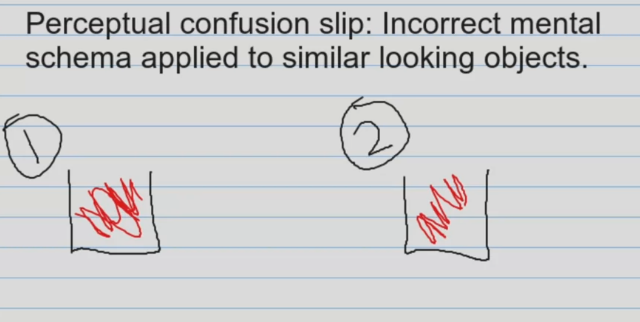 Perceptual confusion slip: Incorrect mental
schema applied to similar looking objects.
1 2